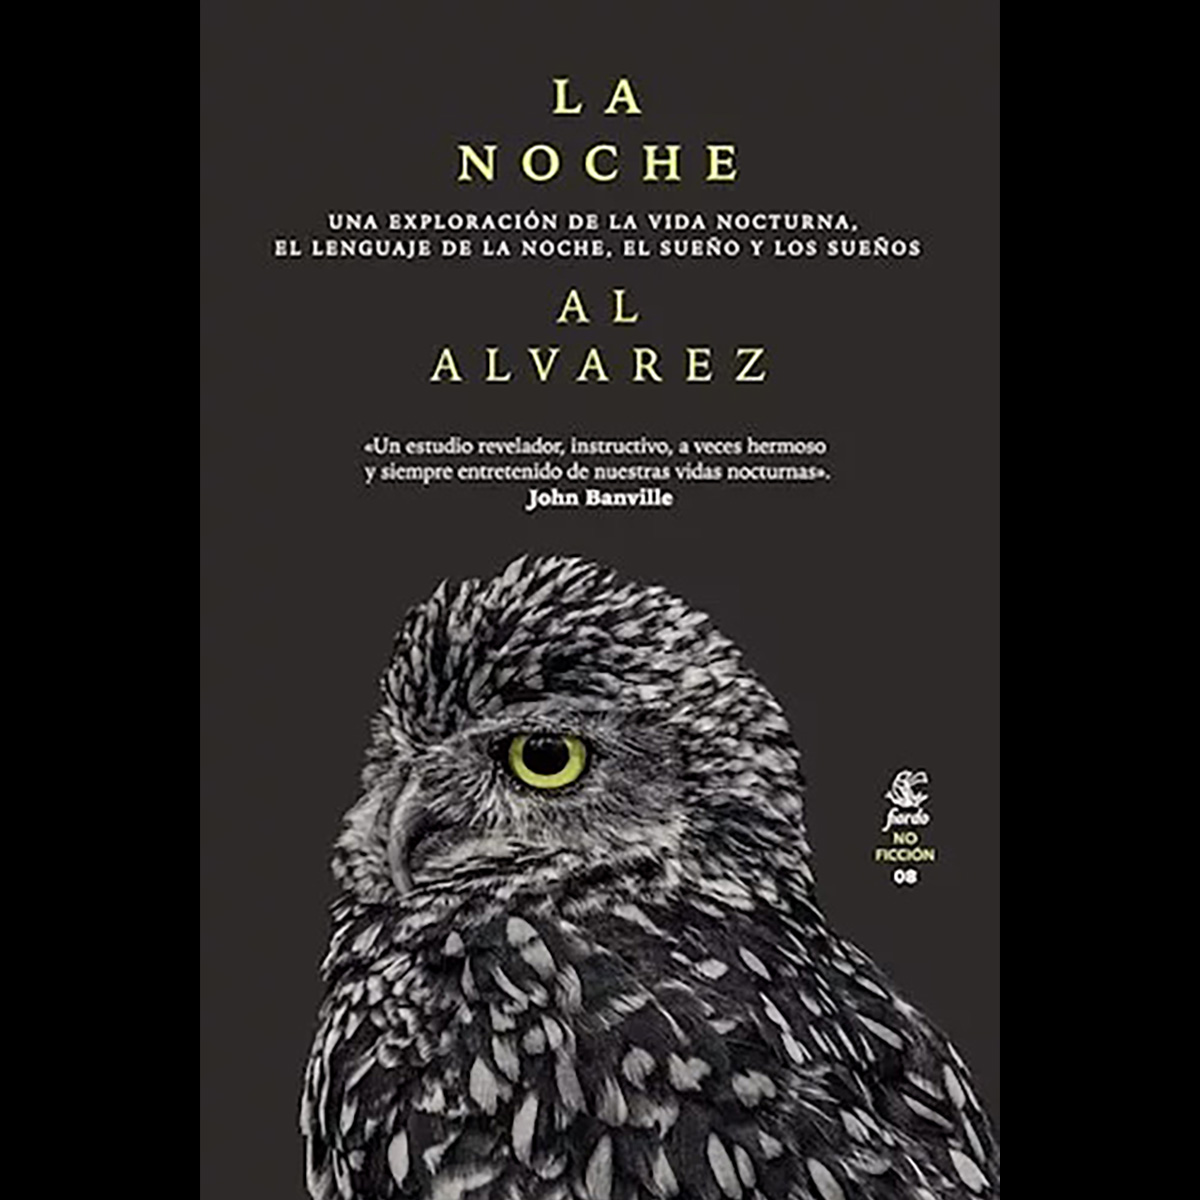 LA
NOCHE
UNA EXPLORACIÓN DE LA VIDA NOCTURNA,
EL LENGUAJE DE LA NOCHE, EL SUEÑO Y LOS SUEÑOS
AL
ALVAREZ
«Un estudio revelador, instructivo, a veces hermoso
y siempre entretenido de nuestras vidas nocturnas».
John Banville
fiordo
NO
FICCIÓN
08